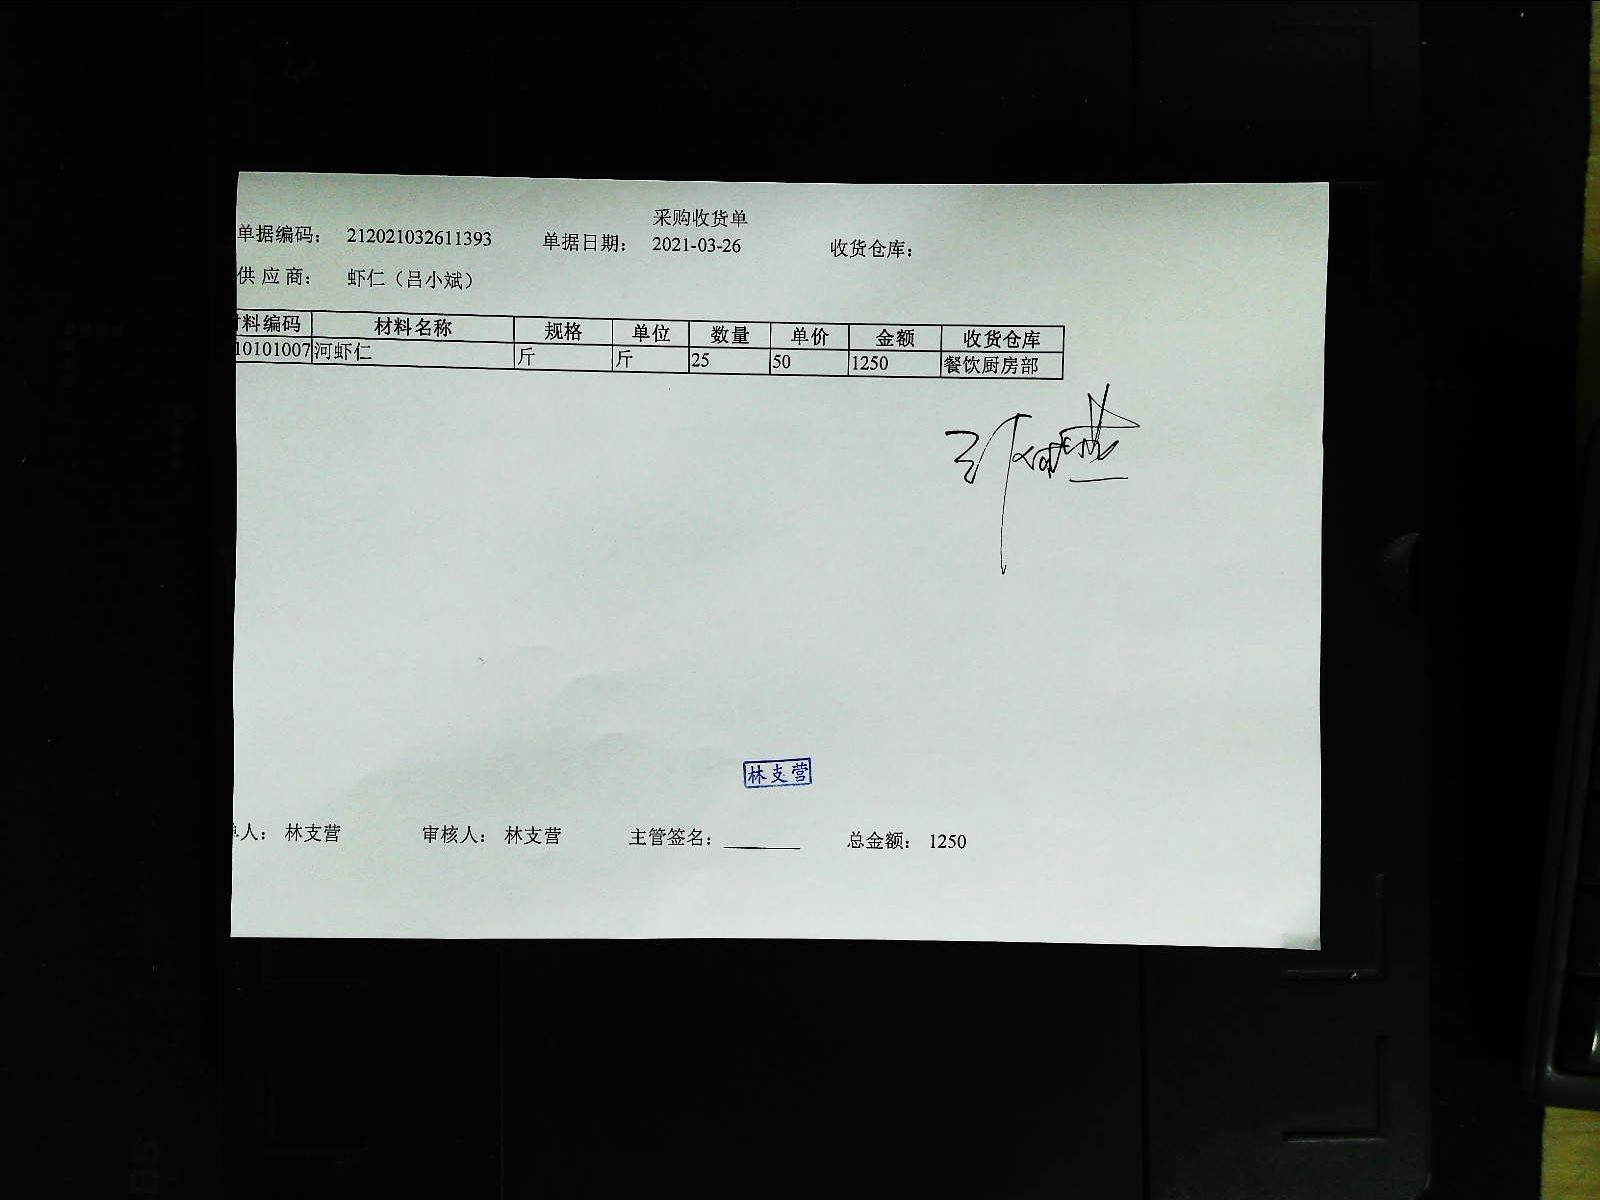 采购收货单
单据编码： 212021032611393 单据日期： 2021-03-26 收货仓库：
供 应 商： 虾仁（吕小斌）
材料编码 材料名称 规格 单位 数量 单价 金额 收货仓库
10101007 河虾仁 斤 斤 25 50 1250 餐饮厨房部
林支营
单人： 林支营 审核人： 林支营 主管签名： 总金额： 1250